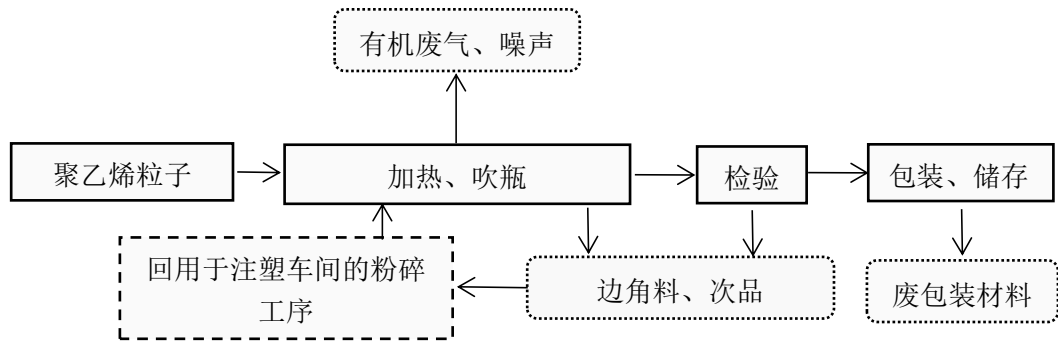 有机废气、噪声
聚乙烯粒子
加热、吹瓶
检验
包装、储存
回用于注塑车间的粉碎
工序
边角料、次品
废包装材料